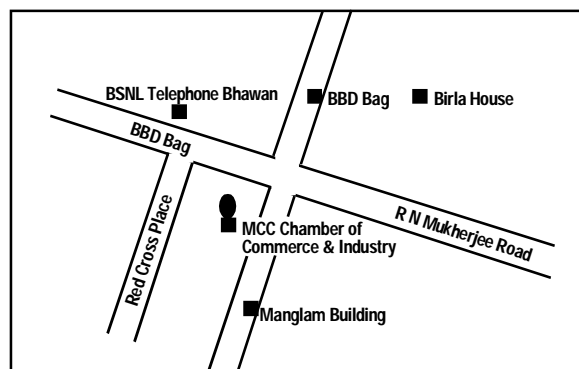 BSNL Telephone Bhawan
BBD Bag
Birla House
BBD Bag
Red Cross Place
MCC Chamber of
Commerce & Industry
R N Mukherjee Road
Manglam Building